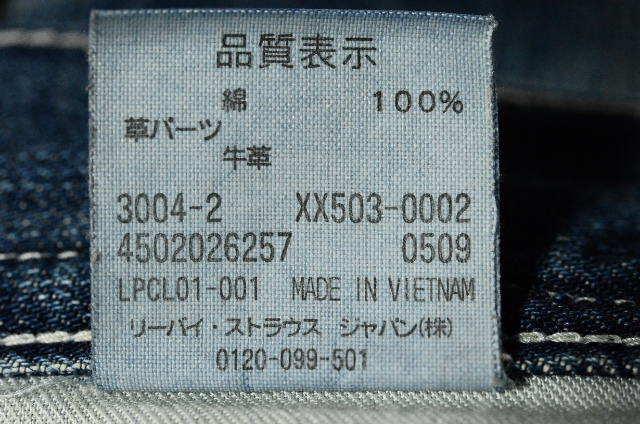 品質表示
綿 100%
革パーツ
牛革
3004-2 XX503-0002
4502026257 0509
LPCL01-001 MADE IN VIETNAM
リーバイ・ストラウス ジャパン(株)
0120-099-501